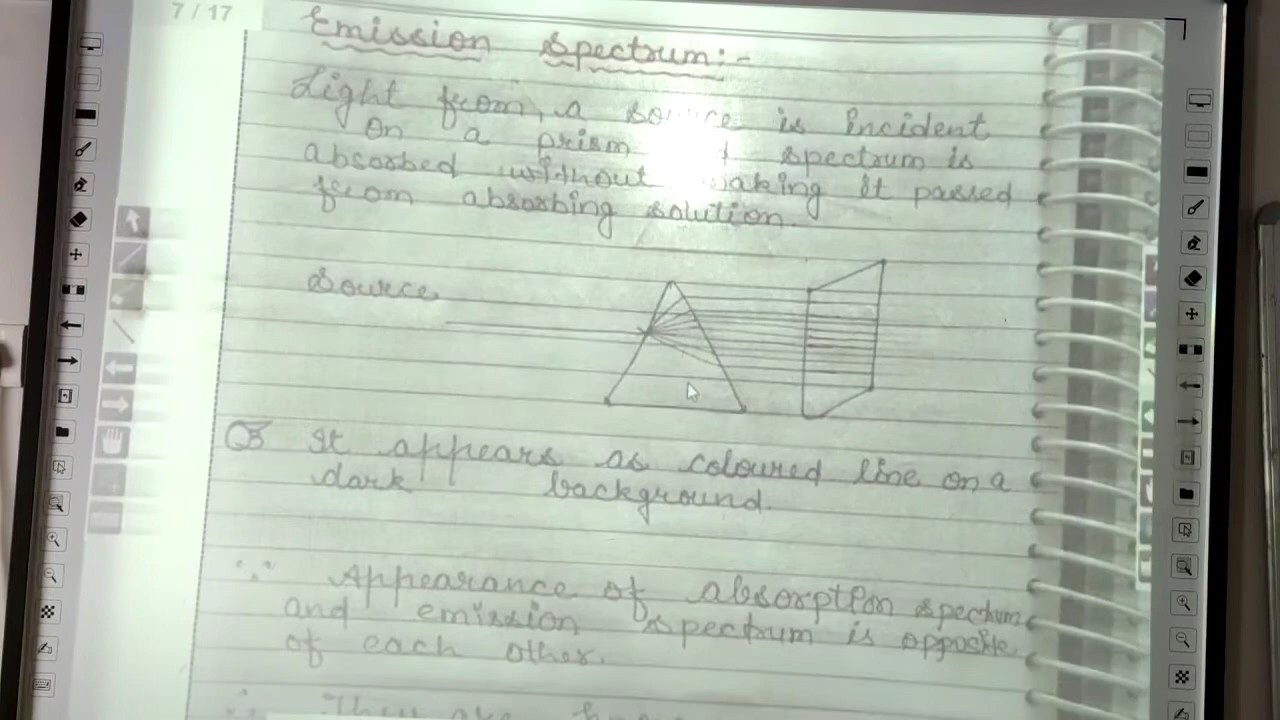 7 / 17
Emission spectrum:-
Light from, a source is incident
on a prism spectrum is
absorbed without making it passed
from absorbing solution.
Source
It appears as coloured line on a
dark background.
∵ Appearance of absorption spectrum
and emission spectrum is opposite
of each other.
∴ They are